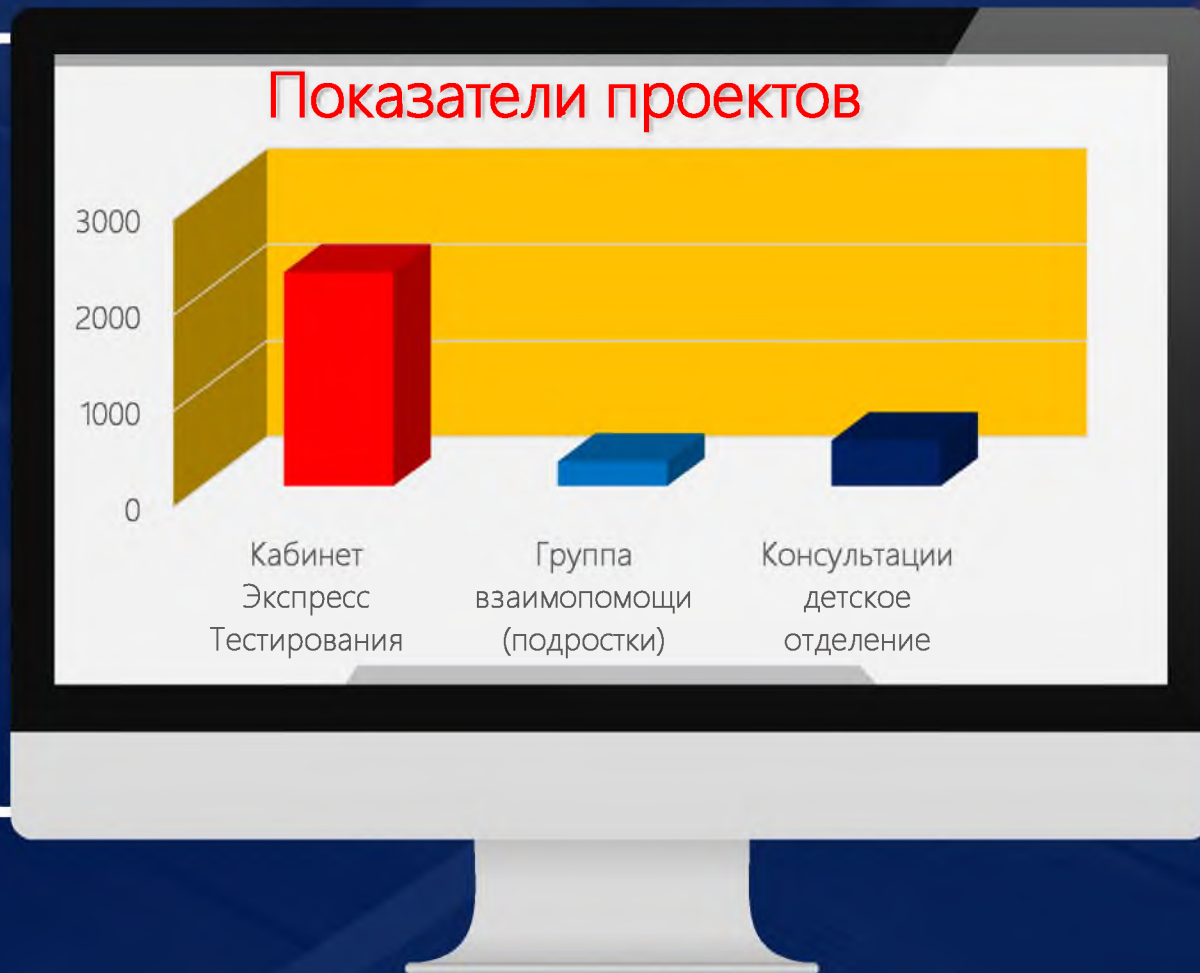 Показатели проектов
3000
2000
1000
0
Кабинет
Экспресс
Тестирования
Группа
взаимопомощи
(подростки)
Консультации
детское
отделение